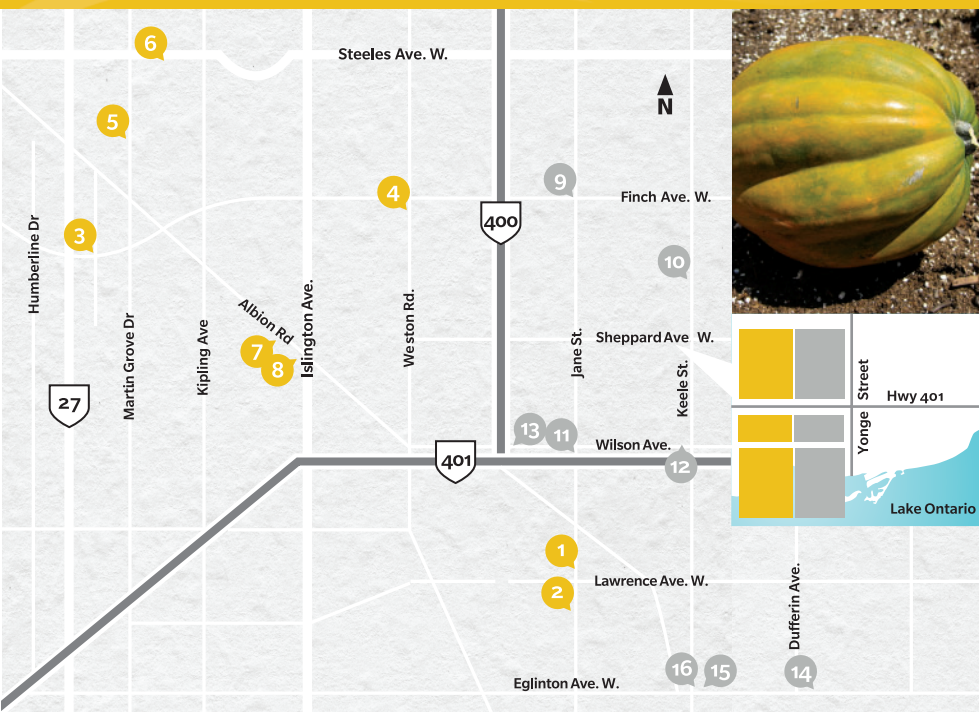 6
Steeles Ave. W.
N
5
4
9
Finch Ave. W.
400
3
10
Humberline Dr
Martin Grove Dr
Kipling Ave
Albion Rd
Islington Ave.
Weston Rd.
Jane St.
Sheppard Ave W.
Keele St.
7
8
27
13
11
Wilson Ave.
401
12
1
2
Lawrence Ave. W.
Dufferin Ave.
16
15
14
Eglinton Ave. W.
Yonge Street
Hwy 401
Lake Ontario